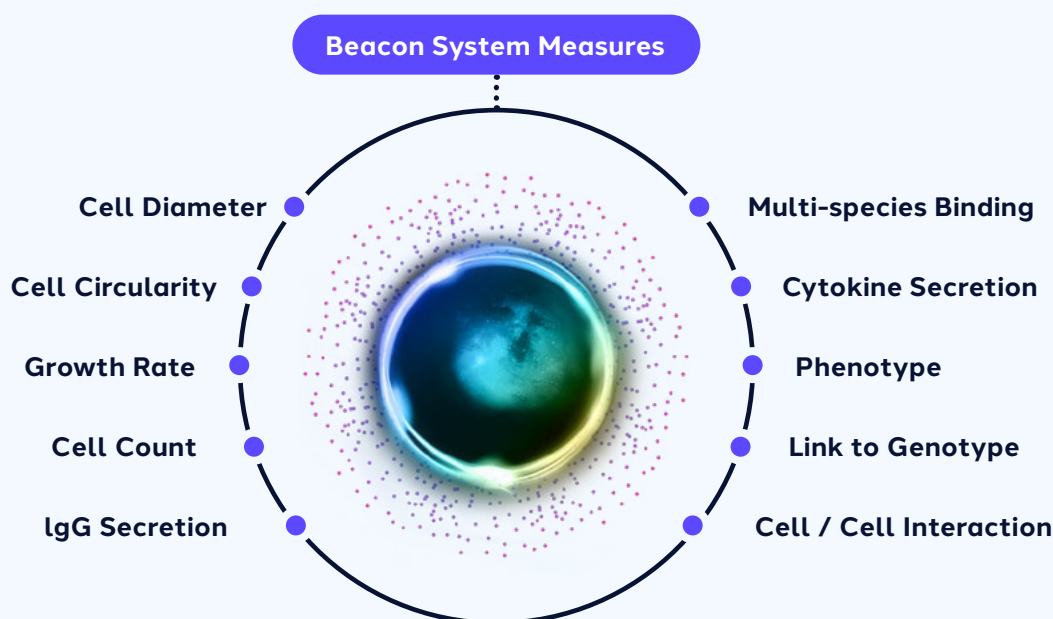 Beacon System Measures
Cell Diameter
Cell Circularity
Growth Rate
Cell Count
IgG Secretion
Multi-species Binding
Cytokine Secretion
Phenotype
Link to Genotype
Cell / Cell Interaction